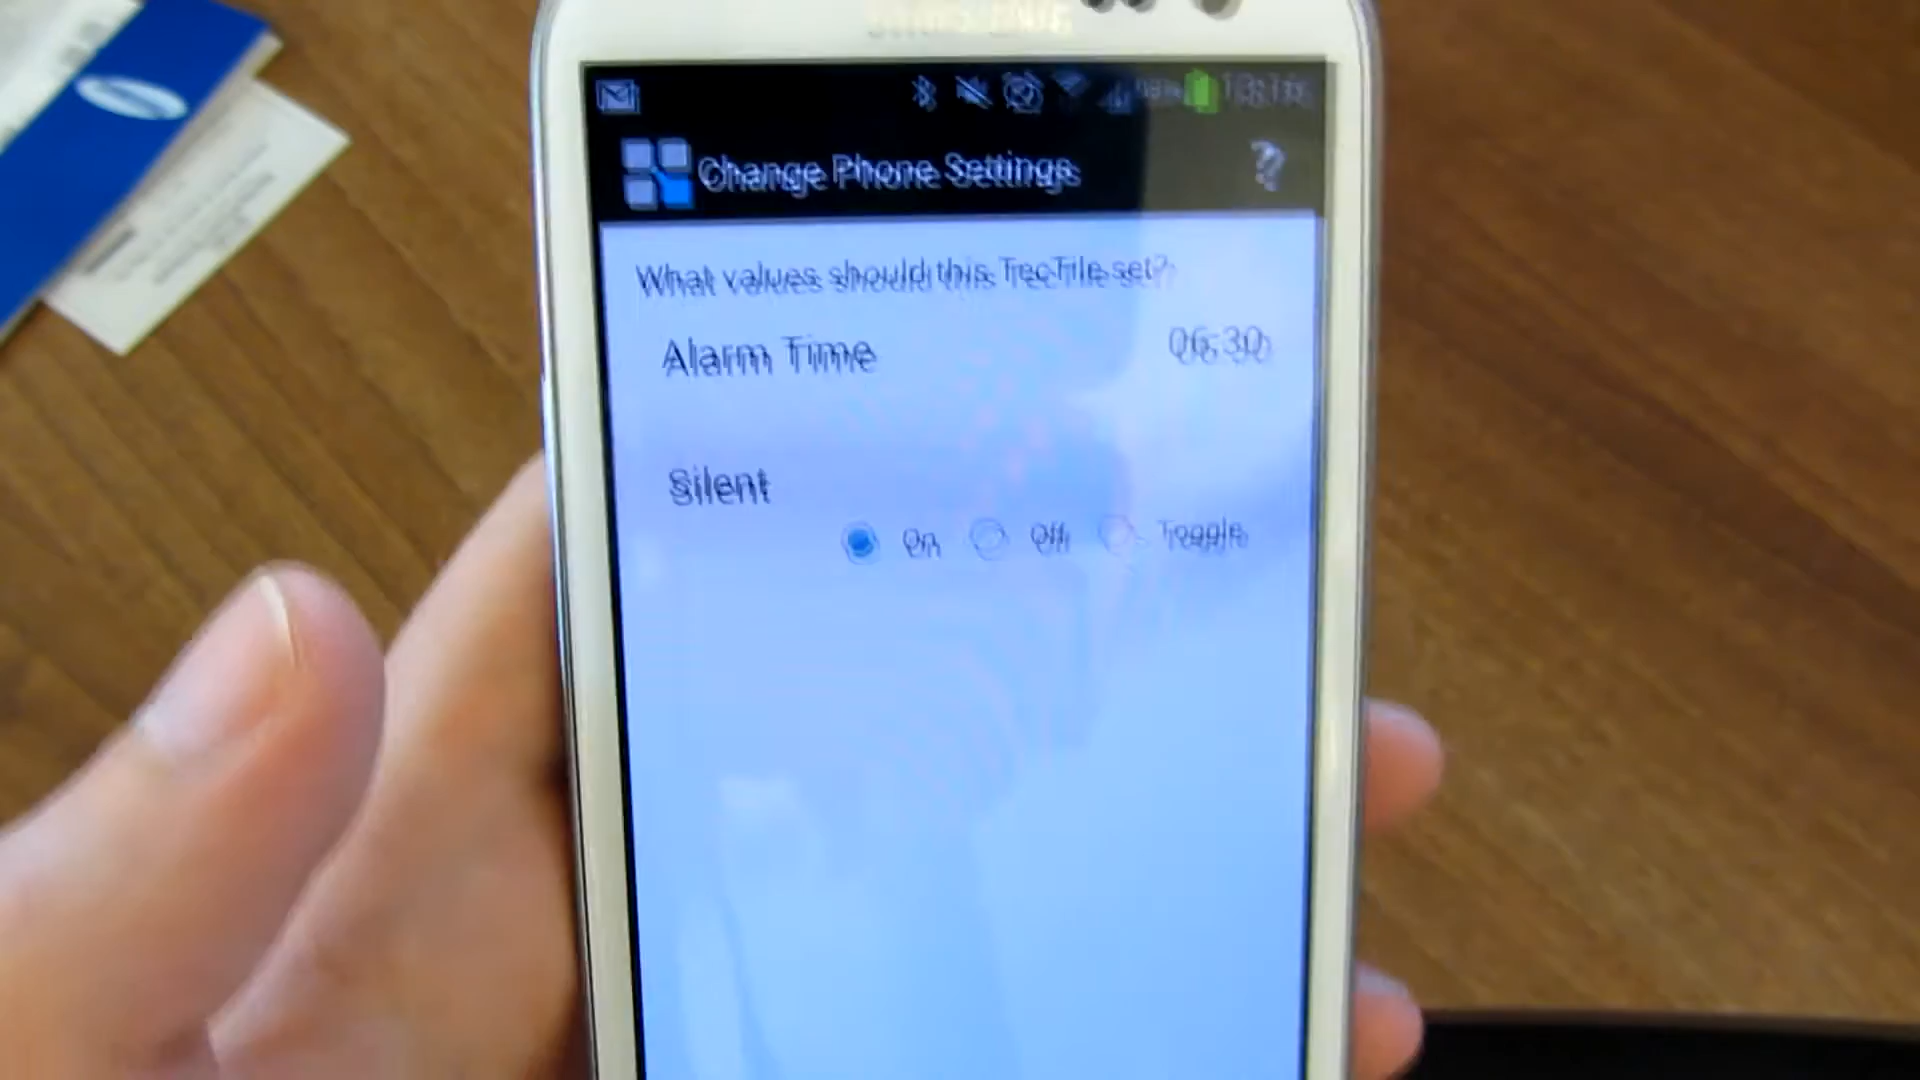 Change Phone Settings
?
What values should this TecTile set?
Alarm Time 06:30
Silent
On Off Toggle